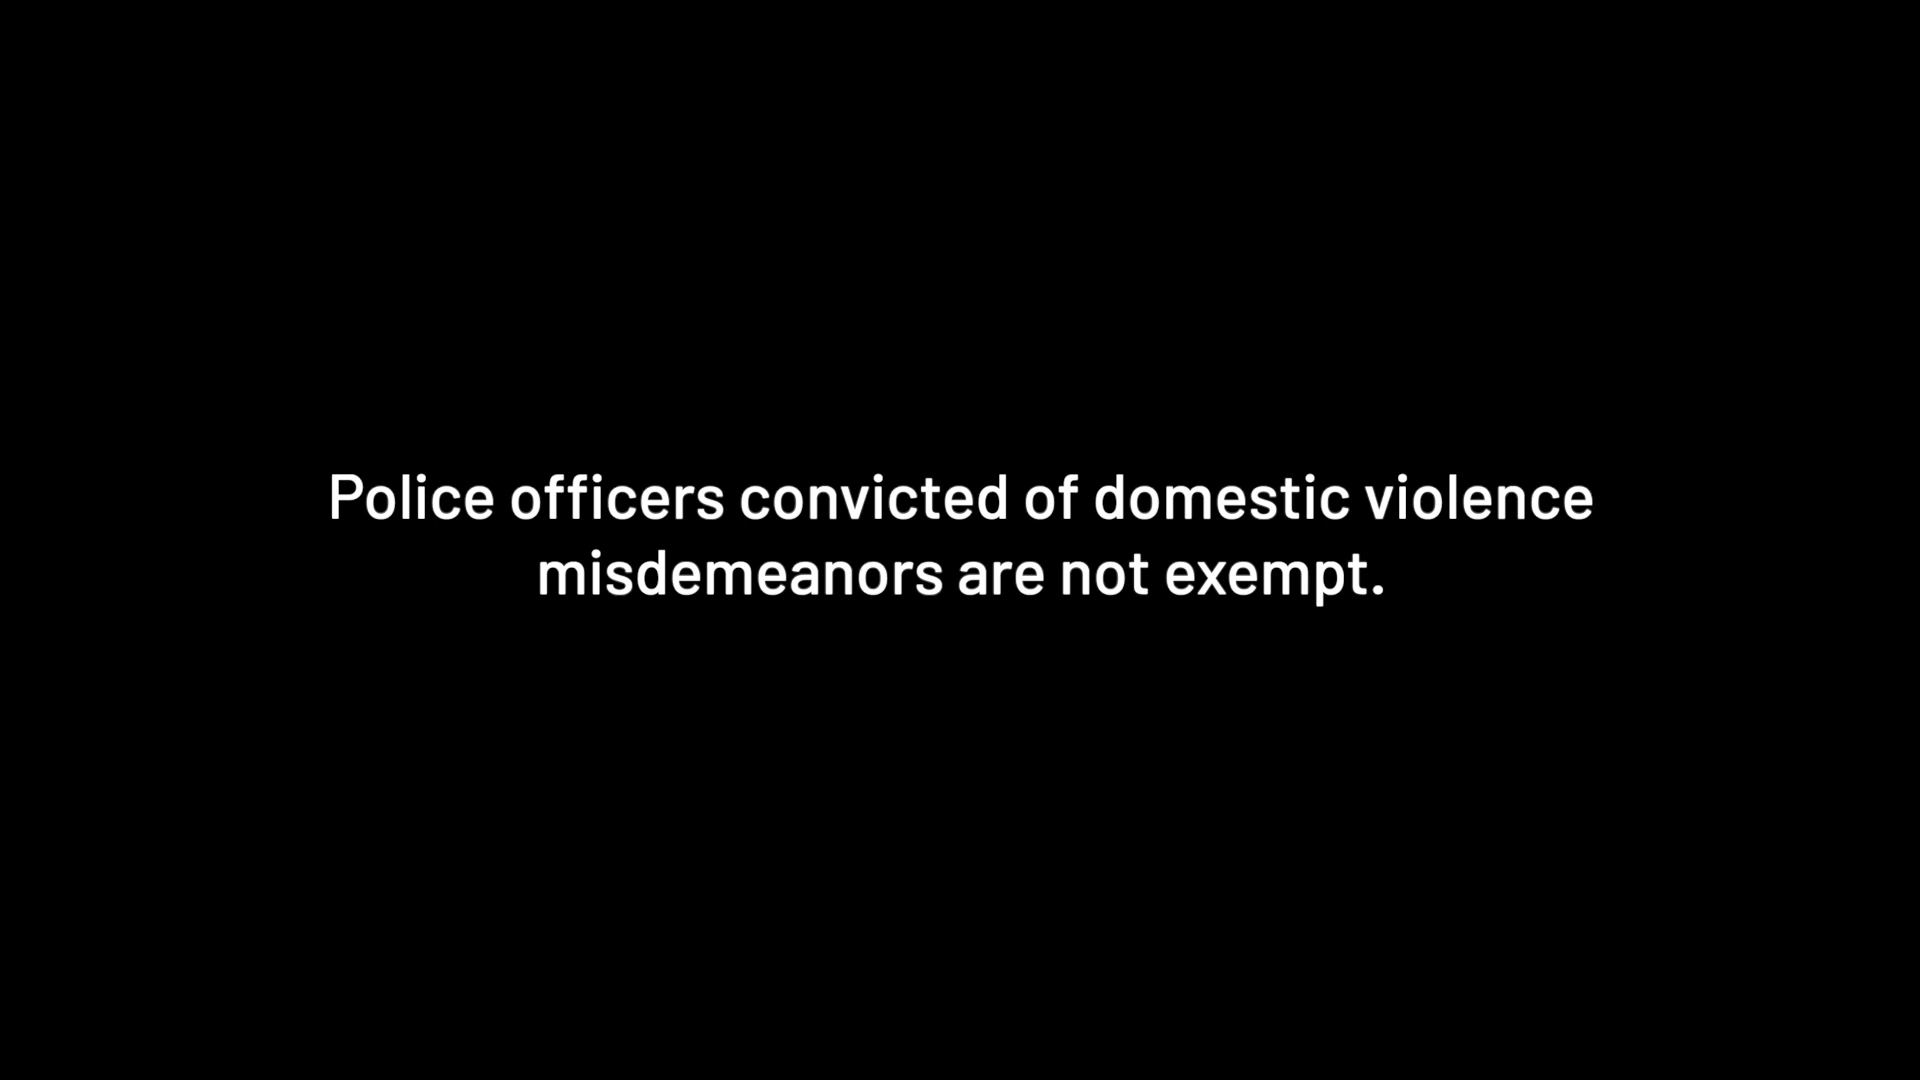 Police officers convicted of domestic violence
misdemeanors are not exempt.